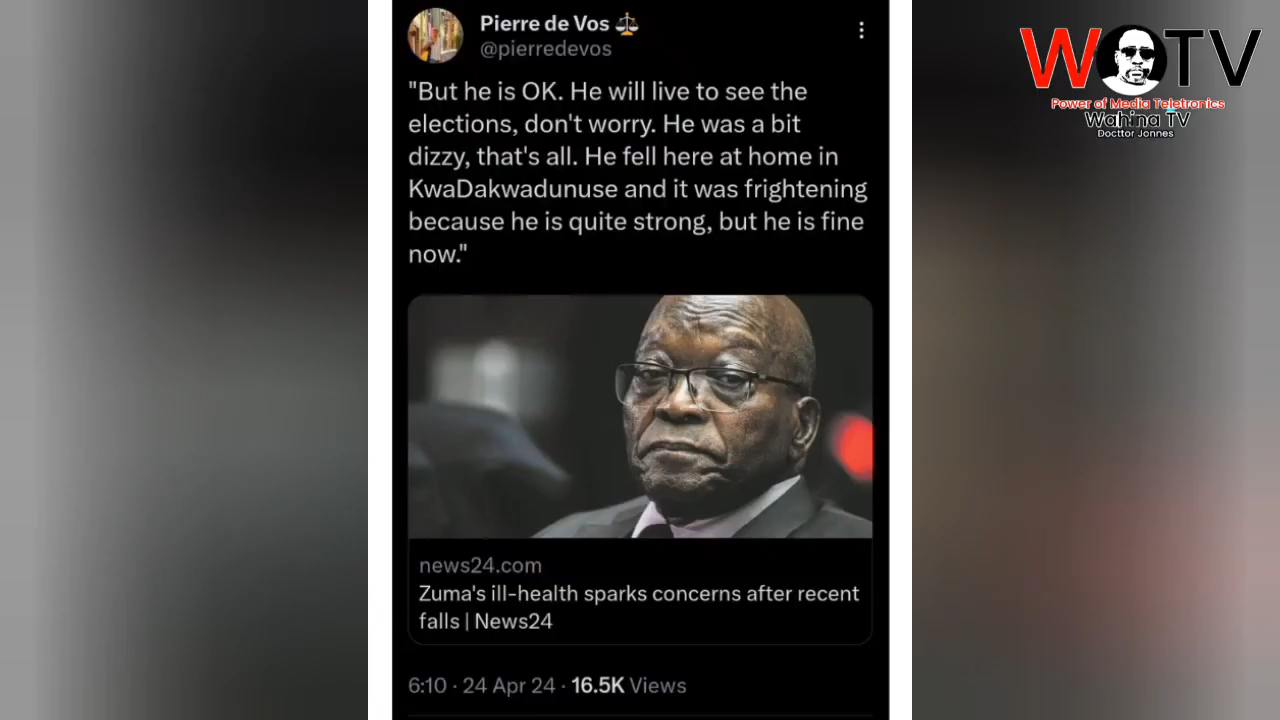 Pierre de Vos
@pierredevos
"But he is OK. He will live to see the
elections, don't worry. He was a bit
dizzy, that's all. He fell here at home in
KwaDakwadunuse and it was frightening
because he is quite strong, but he is fine
now."
news24.com
Zuma's ill-health sparks concerns after recent
falls | News24
6:10 · 24 Apr 24 · 16.5K Views
WOTV
Power of Media Teletronics
Wahina TV
Docttor Jonnes